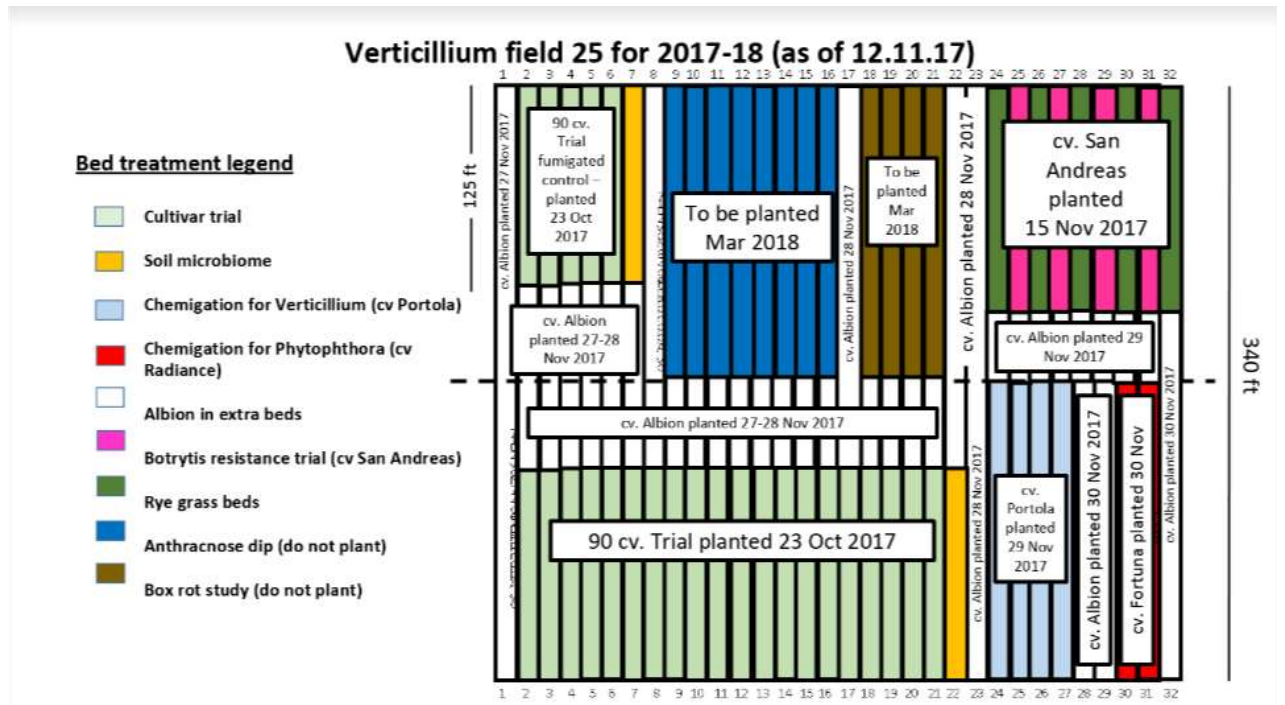 Verticillium field 25 for 2017-18 (as of 12.11.17)
1 2 3 4 5 6 7 8 9 10 11 12 13 14 15 16 17 18 19 20 21 22 23 24 25 26 27 28 29 30 31 32
Bed treatment legend
Cultivar trial
Soil microbiome
Chemigation for Verticillium (cv Portola)
Chemigation for Phytophthora (cv
Radiance)
Albion in extra beds
Botrytis resistance trial (cv San Andreas)
Rye grass beds
Anthracnose dip (do not plant)
Box rot study (do not plant)
125 ft
cv. Albion planted 27 Nov 2017
90 cv.
Trial
fumigated
control –
planted
23 Oct
2017
cv. Albion
planted 27-28
Nov 2017
To be planted
Mar 2018
cv. Albion planted 28 Nov 2017
To be
planted
Mar
2018
cv. Albion planted 28 Nov 2017
cv. San
Andreas
planted
15 Nov 2017
cv. Albion planted 29
Nov 2017
340 ft
cv. Albion planted 27-28 Nov 2017
90 cv. Trial planted 23 Oct 2017
cv. Albion planted 28 Nov 2017
cv.
Portola
planted
29 Nov
2017
cv. Albion planted 30 Nov 2017
cv. Fortuna planted 30 Nov
cv. Albion planted 30 Nov 2017
1 2 3 4 5 6 7 8 9 10 11 12 13 14 15 16 17 18 19 20 21 22 23 24 25 26 27 28 29 30 31 32